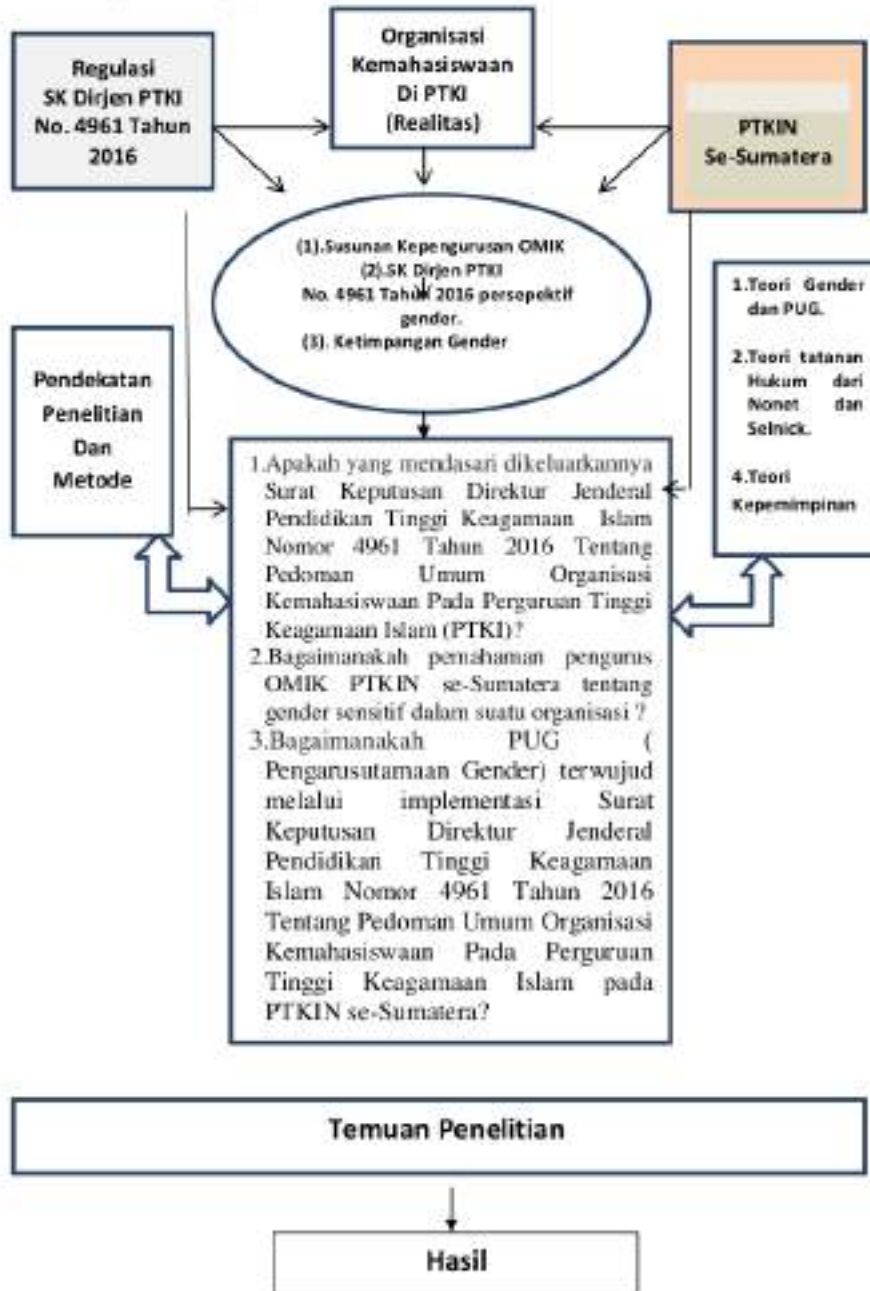 Regulasi
SK Dirjen PTKI
No. 4961 Tahun
2016
Organisasi
Kemahasiswaan
Di PTKI
(Realitas)
PTKIN
Se-Sumatera
(1).Susunan Kepengurusan OMIK
(2).SK Dirjen PTKI
No. 4961 Tahun 2016 persepektif
gender.
(3). Ketimpangan Gender
Pendekatan
Penelitian
Dan
Metode
1.Teori Gender
dan PUG.
2.Teori tatanan
Hukum dari
Nonet dan
Selnick.
4.Teori
Kepemimpinan
1.Apakah yang mendasari dikeluarkannya
Surat Keputusan Direktur Jenderal
Pendidikan Tinggi Keagamaan Islam
Nomor 4961 Tahun 2016 Tentang
Pedoman Umum Organisasi
Kemahasiswaan Pada Perguruan Tinggi
Keagamaan Islam (PTKI)?
2.Bagaimanakah pemahaman pengurus
OMIK PTKIN se-Sumatera tentang
gender sensitif dalam suatu organisasi ?
3.Bagaimanakah PUG (
Pengarusutamaan Gender) terwujud
melalui implementasi Surat
Keputusan Direktur Jenderal
Pendidikan Tinggi Keagamaan
Islam Nomor 4961 Tahun 2016
Tentang Pedoman Umum Organisasi
Kemahasiswaan Pada Perguruan
Tinggi Keagamaan Islam pada
PTKIN se-Sumatera?
Temuan Penelitian
Hasil